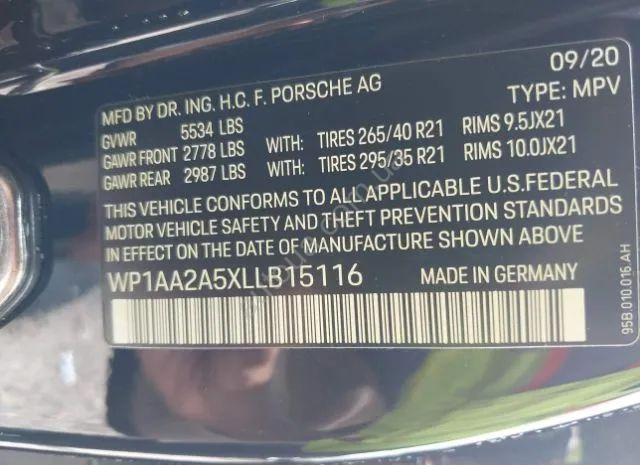 09/20
MFD BY DR. ING. H.C. F. PORSCHE AG TYPE: MPV
GVWR 5534 LBS
GAWR FRONT 2778 LBS WITH: TIRES 265/40 R21 RIMS 9.5JX21
GAWR REAR 2987 LBS WITH: TIRES 295/35 R21 RIMS 10.0JX21
THIS VEHICLE CONFORMS TO ALL APPLICABLE U.S.FEDERAL
MOTOR VEHICLE SAFETY AND THEFT PREVENTION STANDARDS
IN EFFECT ON THE DATE OF MANUFACTURE SHOWN ABOVE
WP1AA2A5XLLB15116
95B.010.016.AH